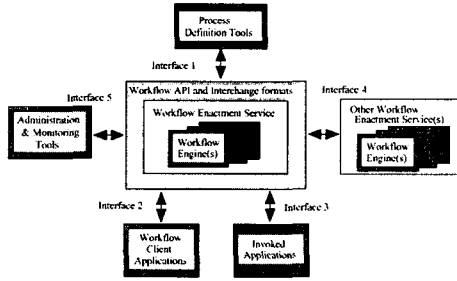 Process
Definition Tools
Interface 1
Interface 5
Workflow API and Interchange formats
Interface 4
Administration
& Monitoring
Tools
Workflow Enactment Service
Workflow
Engine(s)
Other Workflow
Enactment Service(s)
Workflow
Engine(s)
Interface 2
Interface 3
Workflow
Client
Applications
Invoked
Applications